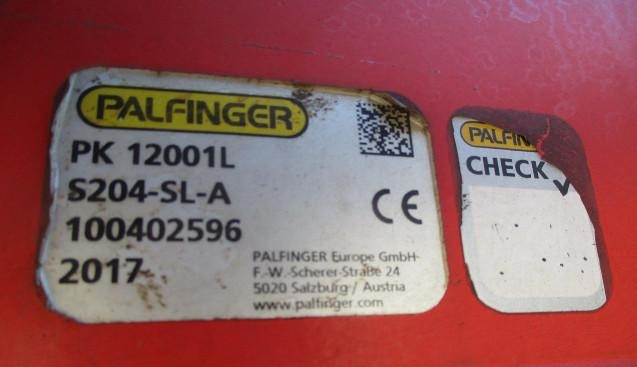 PALFINGER
PK 12001L
S204-SL-A
100402596
2017
PALFINGER Europe GmbH
F.-W.-Scherer-Straße 24
5020 Salzburg / Austria
www.palfinger.com
PALFIN
CHECK